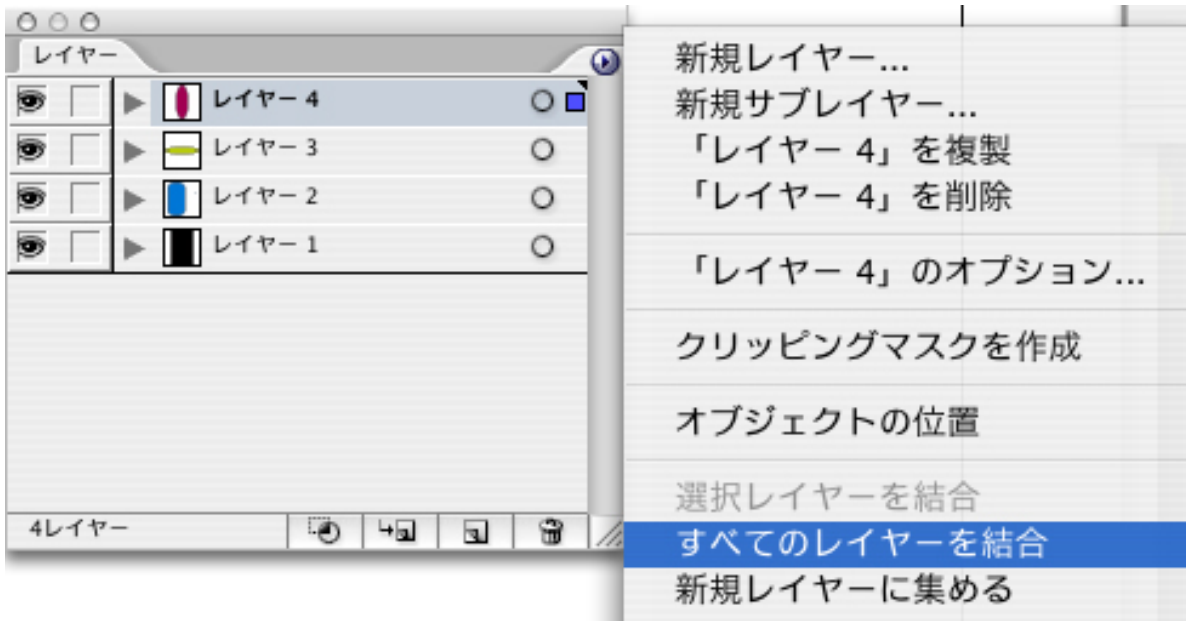 レイヤー
レイヤー 4
レイヤー 3
レイヤー 2
レイヤー 1
4レイヤー
新規レイヤー...
新規サブレイヤー...
「レイヤー 4」を複製
「レイヤー 4」を削除
「レイヤー 4」のオプション...
クリッピングマスクを作成
オブジェクトの位置
選択レイヤーを結合
すべてのレイヤーを結合
新規レイヤーに集める